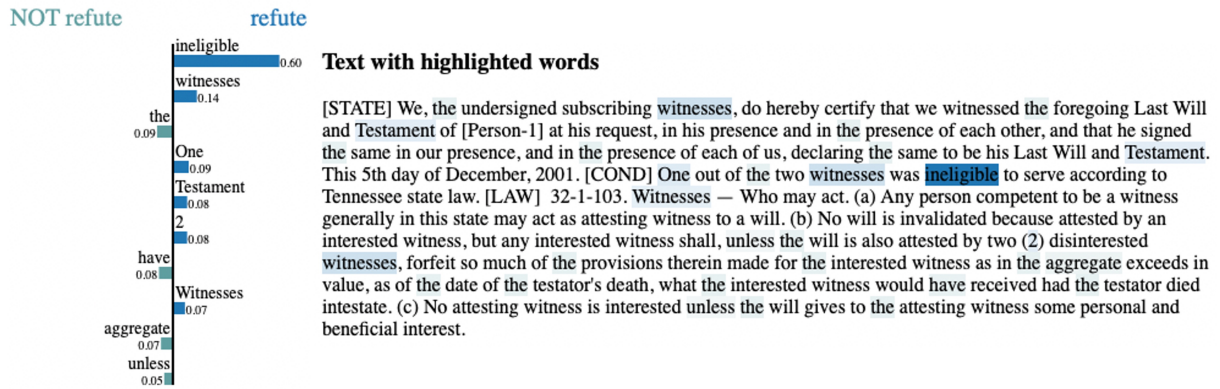 NOT refute
refute
ineligible
0.60
witnesses
0.14
the
0.09
One
0.09
Testament
0.08
2
0.08
have
0.08
Witnesses
0.07
aggregate
0.07
unless
0.05
Text with highlighted words
[STATE] We, the undersigned subscribing witnesses, do hereby certify that we witnessed the foregoing Last Will
and Testament of [Person-1] at his request, in his presence and in the presence of each other, and that he signed
the same in our presence, and in the presence of each of us, declaring the same to be his Last Will and Testament.
This 5th day of December, 2001. [COND] One out of the two witnesses was ineligible to serve according to
Tennessee state law. [LAW] 32-1-103. Witnesses — Who may act. (a) Any person competent to be a witness
generally in this state may act as attesting witness to a will. (b) No will is invalidated because attested by an
interested witness, but any interested witness shall, unless the will is also attested by two (2) disinterested
witnesses, forfeit so much of the provisions therein made for the interested witness as in the aggregate exceeds in
value, as of the date of the testator's death, what the interested witness would have received had the testator died
intestate. (c) No attesting witness is interested unless the will gives to the attesting witness some personal and
beneficial interest.